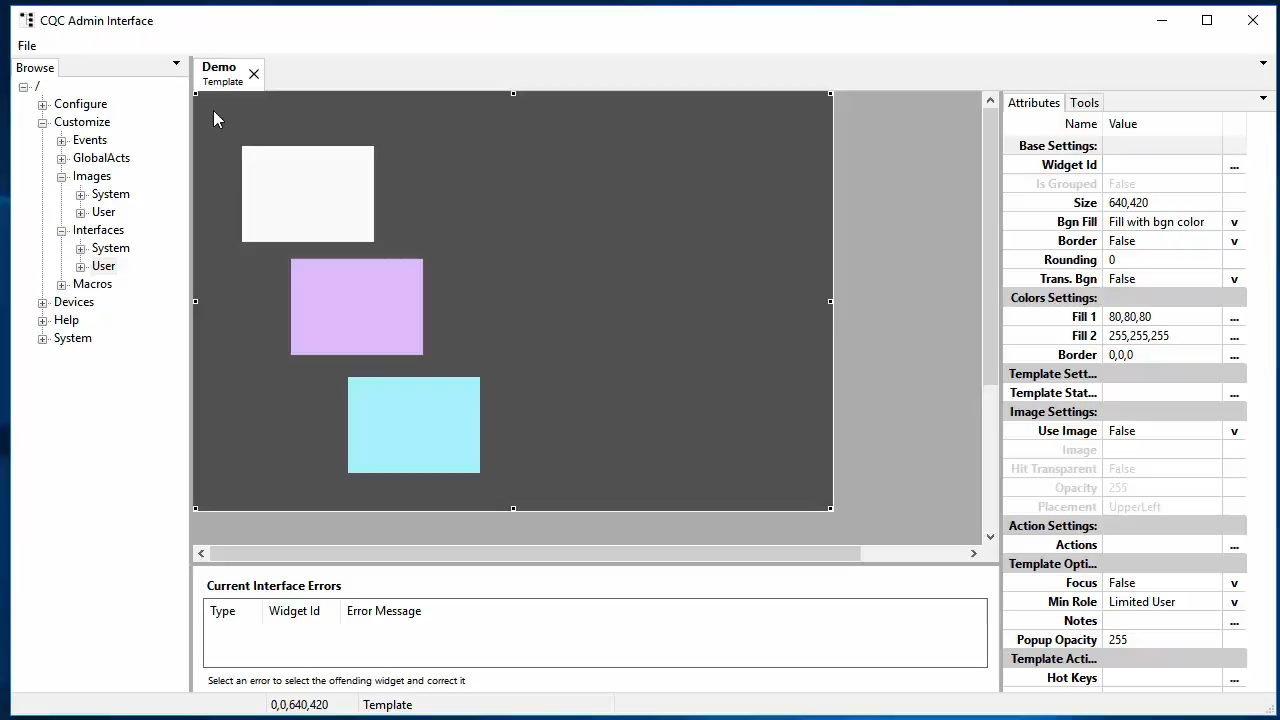 CQC Admin Interface
File
Browse
/
Configure
Customize
Events
GlobalActs
Images
System
User
Interfaces
System
User
Macros
Devices
Help
System
Demo
Template
Current Interface Errors
Type Widget Id Error Message
Select an error to select the offending widget and correct it
0,0,640,420 Template
Attributes Tools
Name Value
Base Settings:
Widget Id ...
Is Grouped False
Size 640,420
Bgn Fill Fill with bgn color v
Border False v
Rounding 0
Trans. Bgn False v
Colors Settings:
Fill 1 80,80,80 ...
Fill 2 255,255,255 ...
Border 0,0,0 ...
Template Sett...
Template Stat... ...
Image Settings:
Use Image False v
Image
Hit Transparent False
Opacity 255
Placement UpperLeft
Action Settings:
Actions ...
Template Opti...
Focus False v
Min Role Limited User v
Notes ...
Popup Opacity 255
Template Acti...
Hot Keys ...